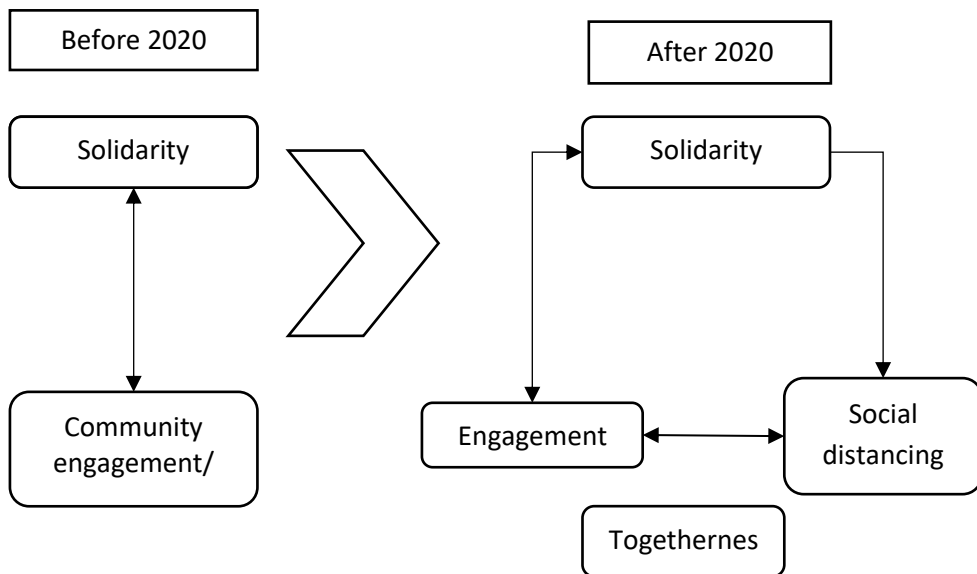 Before 2020
Solidarity
Community
engagement/
After 2020
Solidarity
Engagement
Social
distancing
Togethernes